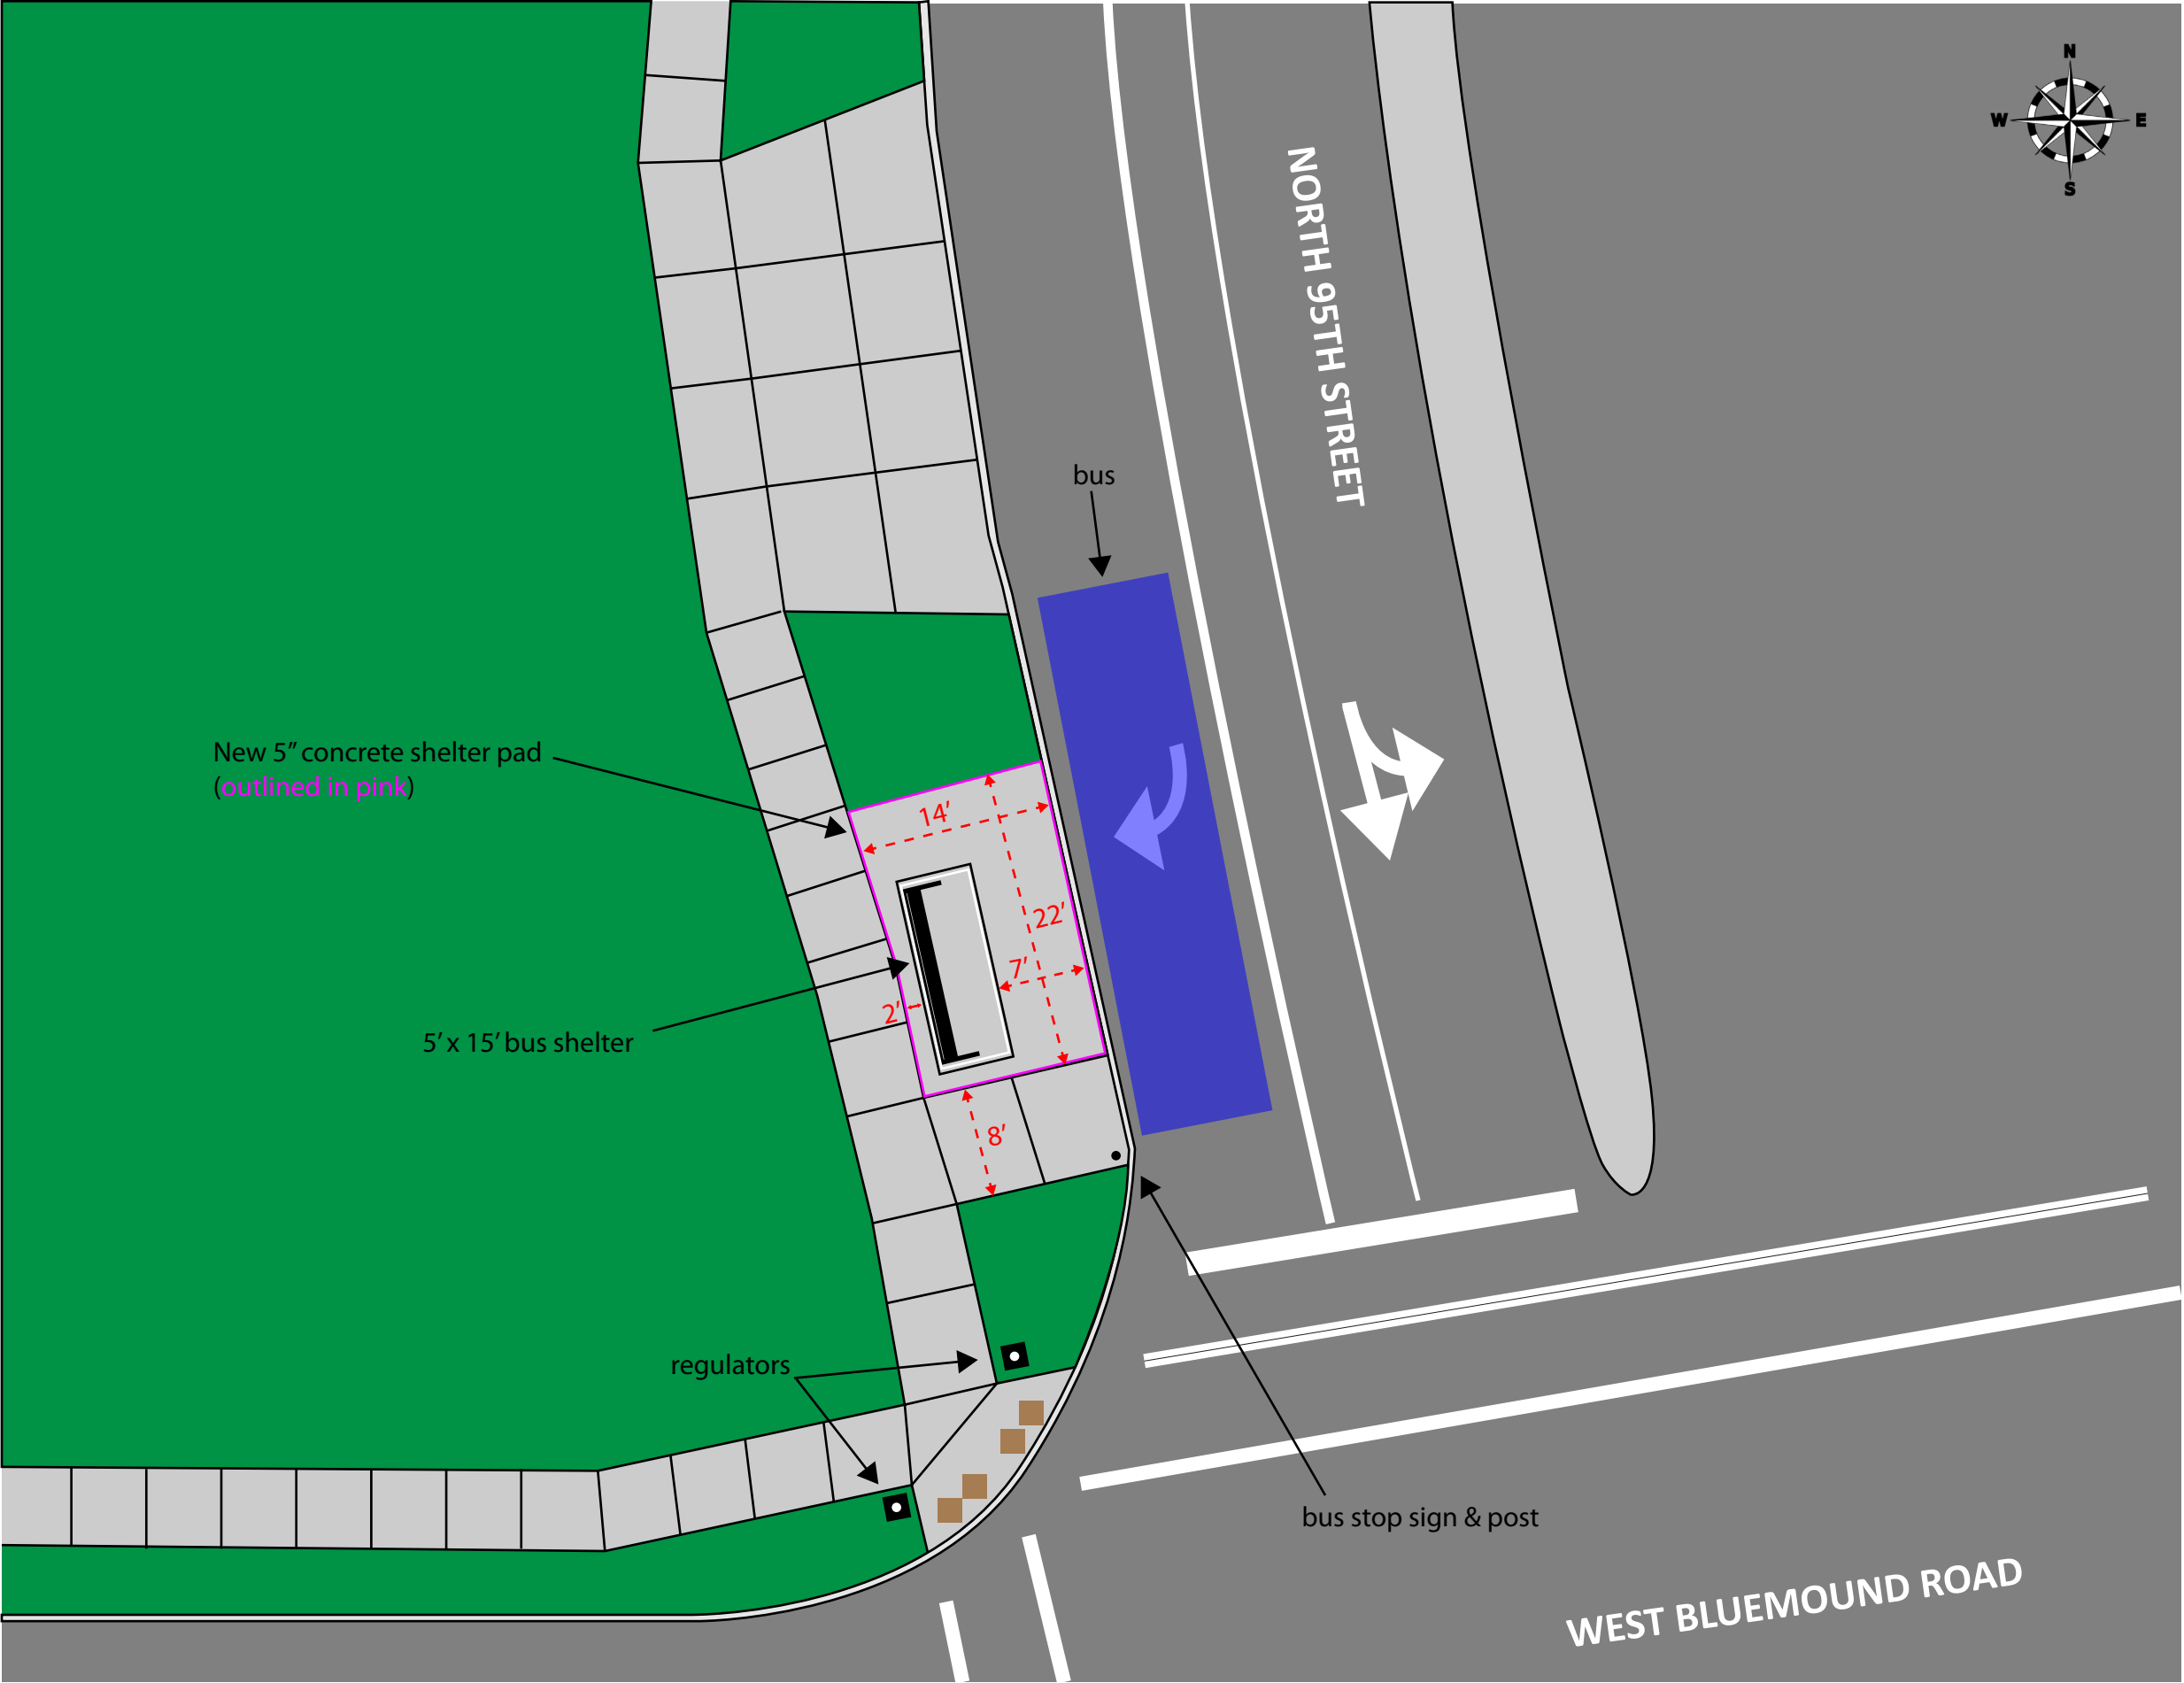 N
W
E
S
NORTH 95TH STREET
bus
New 5” concrete shelter pad
(outlined in pink)
14’
22’
7’
2’
5’ x 15’ bus shelter
8’
regulators
bus stop sign & post
WEST BLUEMOUND ROAD